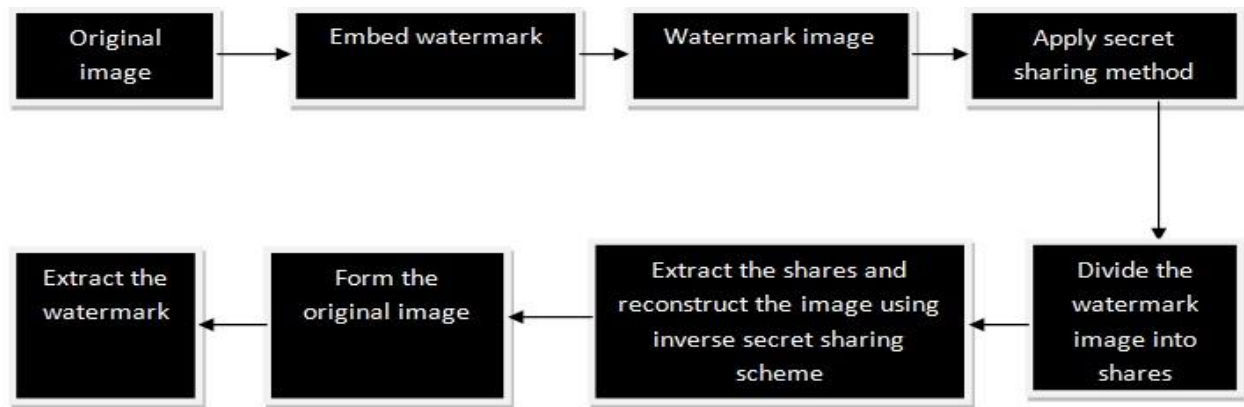 Original
image
Embed watermark
Watermark image
Apply secret
sharing method
Divide the
watermark
image into
shares
Extract the shares and
reconstruct the image using
inverse secret sharing
scheme
Form the
original image
Extract the
watermark